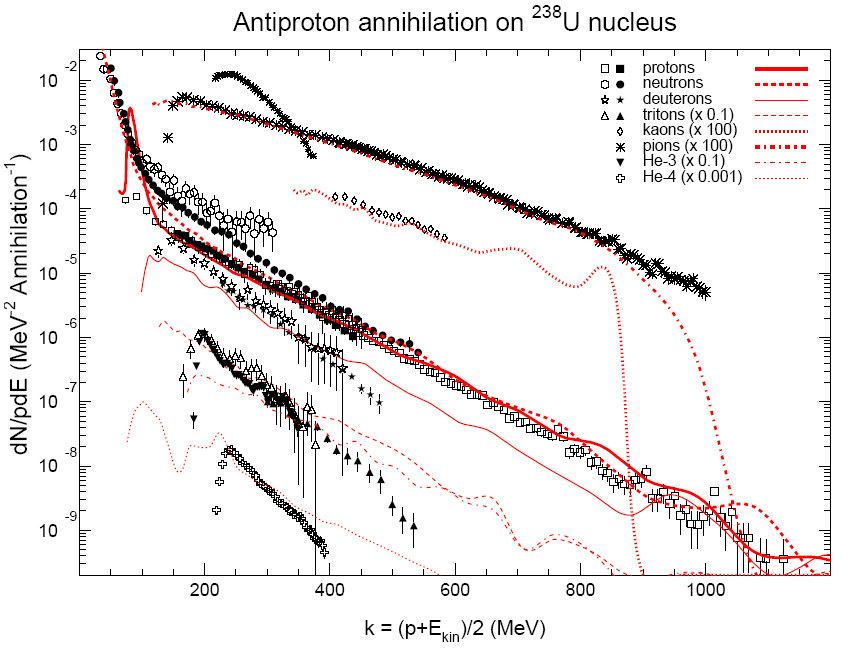 Antiproton annihilation on ²³⁸U nucleus
dN/pdE (MeV⁻² Annihilation⁻¹)
10⁻²
10⁻³
10⁻⁴
10⁻⁵
10⁻⁶
10⁻⁷
10⁻⁸
10⁻⁹
protons
neutrons
deuterons
tritons (x 0.1)
kaons (x 100)
pions (x 100)
He-3 (x 0.1)
He-4 (x 0.001)
200 400 600 800 1000
k = (p+E_kin)/2 (MeV)